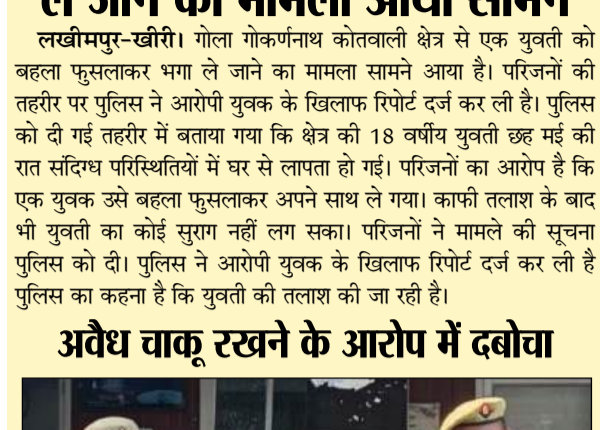 ले जाने का मामला आया सामने
लखीमपुर-खीरी। गोला गोकर्णनाथ कोतवाली क्षेत्र से एक युवती को
बहला फुसलाकर भगा ले जाने का मामला सामने आया है। परिजनों की
तहरीर पर पुलिस ने आरोपी युवक के खिलाफ रिपोर्ट दर्ज कर ली है। पुलिस
को दी गई तहरीर में बताया गया कि क्षेत्र की 18 वर्षीय युवती छह मई की
रात संदिग्ध परिस्थितियों में घर से लापता हो गई। परिजनों का आरोप है कि
एक युवक उसे बहला फुसलाकर अपने साथ ले गया। काफी तलाश के बाद
भी युवती का कोई सुराग नहीं लग सका। परिजनों ने मामले की सूचना
पुलिस को दी। पुलिस ने आरोपी युवक के खिलाफ रिपोर्ट दर्ज कर ली है
पुलिस का कहना है कि युवती की तलाश की जा रही है।
अवैध चाकू रखने के आरोप में दबोचा